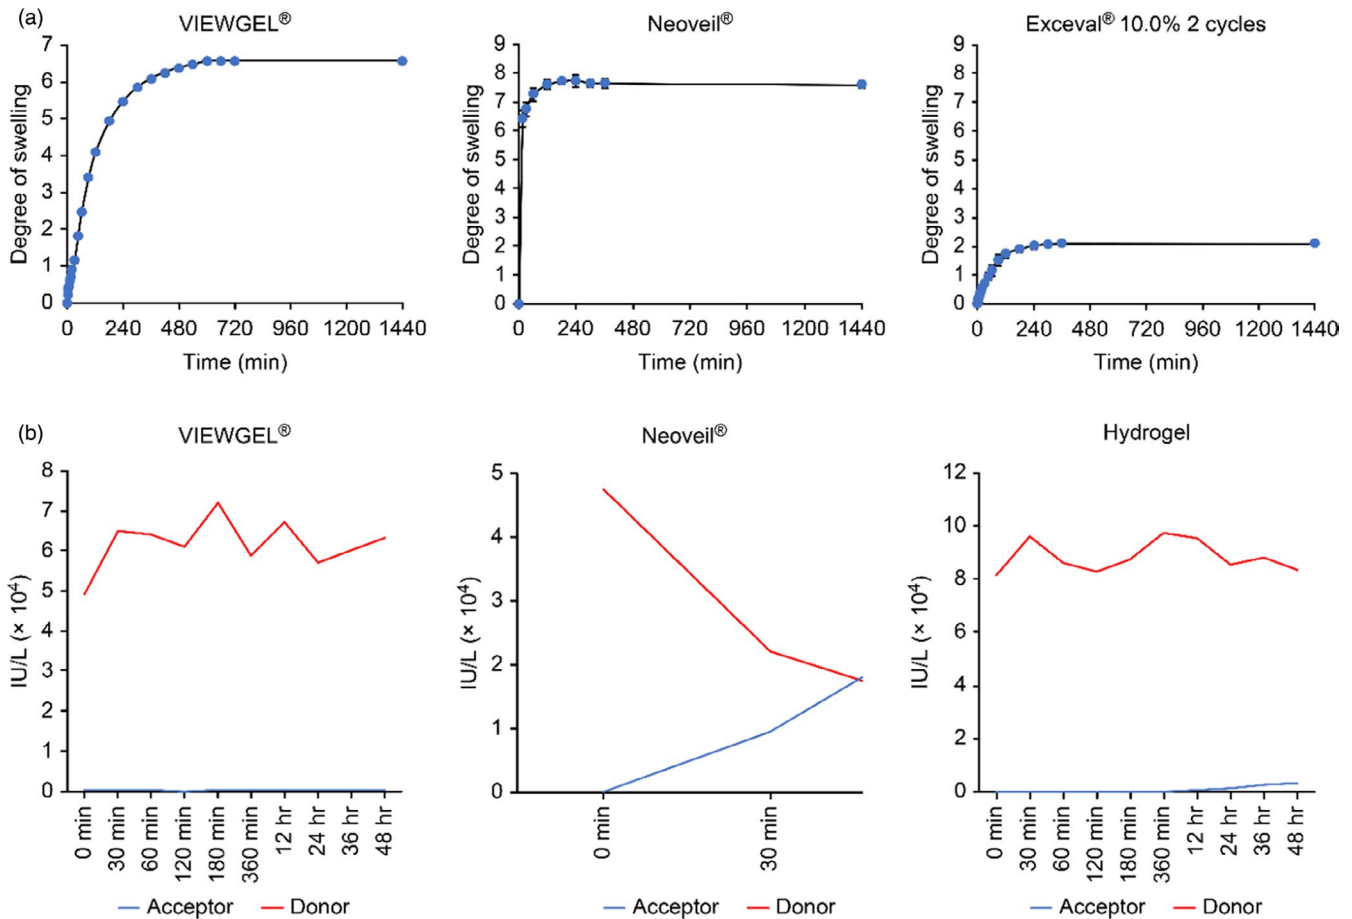 (a)
VIEWGEL®
Degree of swelling
7
6
5
4
3
2
1
0
0 240 480 720 960 1200 1440
Time (min)
Neoveil®
Degree of swelling
9
8
7
6
5
4
3
2
1
0
0 240 480 720 960 1200 1440
Time (min)
Exceval® 10.0% 2 cycles
Degree of swelling
9
8
7
6
5
4
3
2
1
0
0 240 480 720 960 1200 1440
Time (min)
(b)
VIEWGEL®
IU/L (× 10⁴)
8
7
6
5
4
3
2
1
0
0 min
30 min
60 min
120 min
180 min
360 min
12 hr
24 hr
36 hr
48 hr
Acceptor Donor
Neoveil®
IU/L (× 10⁴)
5
4
3
2
1
0
0 min
30 min
Acceptor Donor
Hydrogel
IU/L (× 10⁴)
12
10
8
6
4
2
0
0 min
30 min
60 min
120 min
180 min
360 min
12 hr
24 hr
36 hr
48 hr
Acceptor Donor